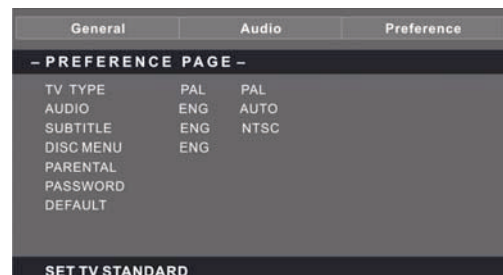 General Audio Preference
– PREFERENCE PAGE –
TV TYPE PAL PAL
AUDIO ENG AUTO
SUBTITLE ENG NTSC
DISC MENU ENG
PARENTAL
PASSWORD
DEFAULT
SET TV STANDARD